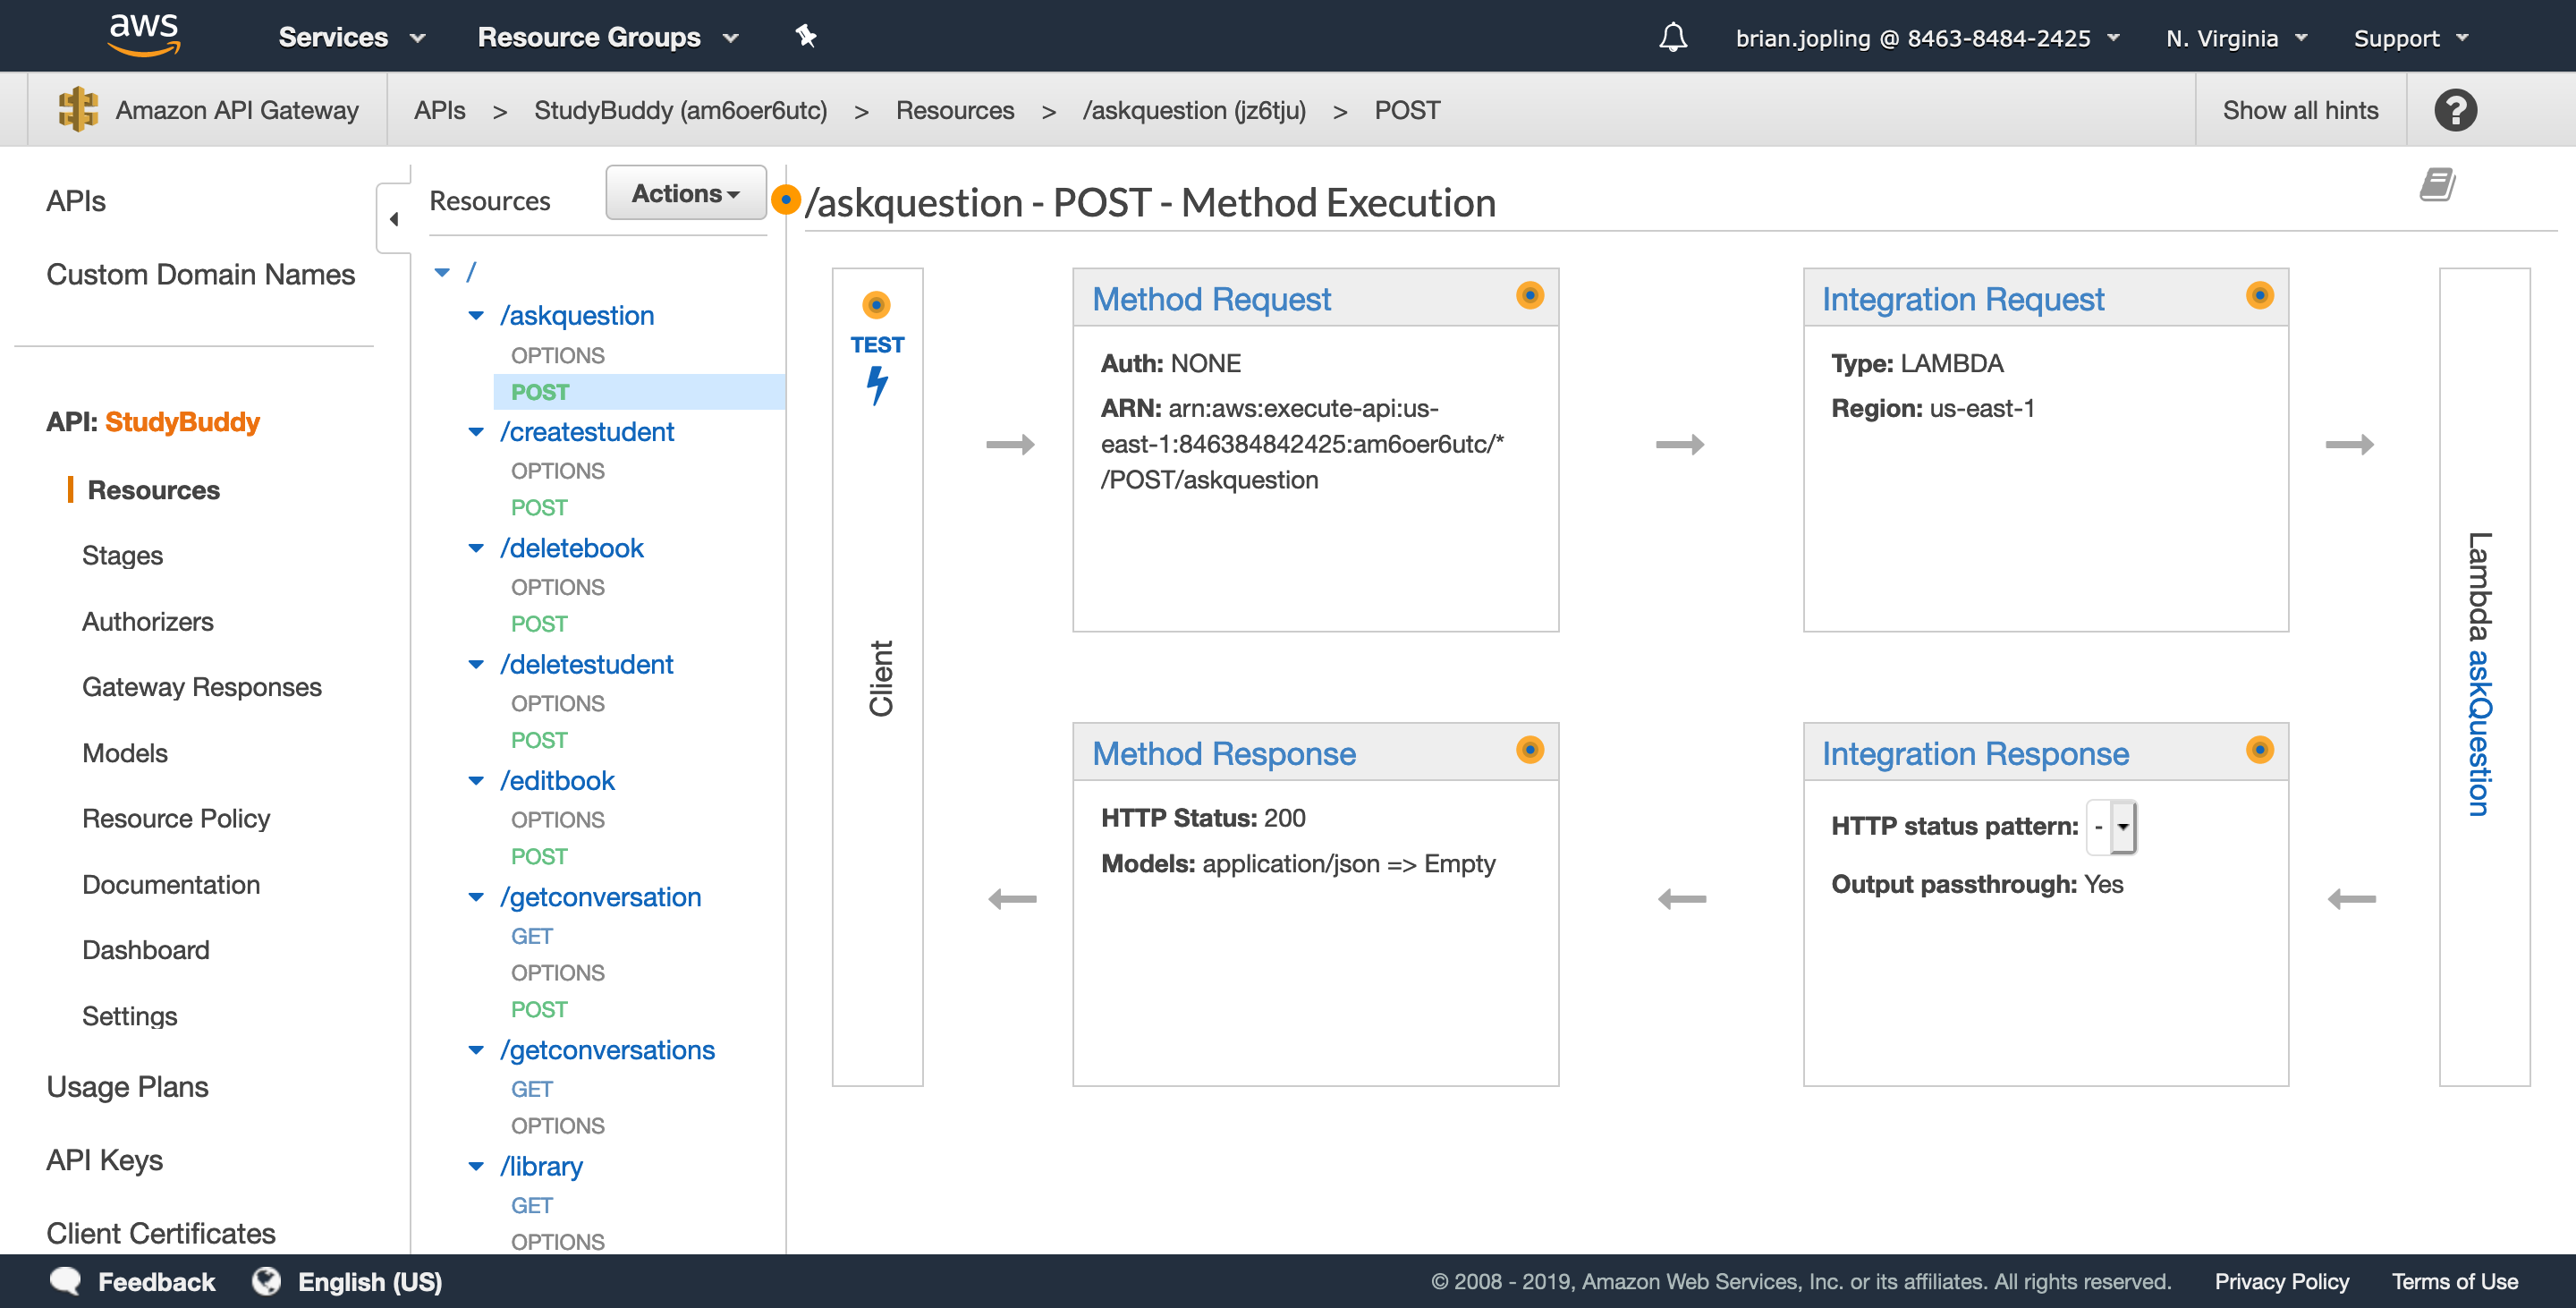 aws
Services
Resource Groups
brian.jopling @ 8463-8484-2425
N. Virginia
Support
Amazon API Gateway
APIs > StudyBuddy (am6oer6utc) > Resources > /askquestion (jz6tju) > POST
Show all hints
?
APIs
Custom Domain Names
API: StudyBuddy
Resources
Stages
Authorizers
Gateway Responses
Models
Resource Policy
Documentation
Dashboard
Settings
Usage Plans
API Keys
Client Certificates
Resources
Actions
/
/askquestion
OPTIONS
POST
/createstudent
OPTIONS
POST
/deletebook
OPTIONS
POST
/deletestudent
OPTIONS
POST
/editbook
OPTIONS
POST
/getconversation
GET
OPTIONS
POST
/getconversations
GET
OPTIONS
/library
GET
OPTIONS
/askquestion - POST - Method Execution
TEST
Client
Method Request
Auth: NONE
ARN: arn:aws:execute-api:us-
east-1:846384842425:am6oer6utc/*
/POST/askquestion
Integration Request
Type: LAMBDA
Region: us-east-1
Lambda askQuestion
Method Response
HTTP Status: 200
Models: application/json => Empty
Integration Response
HTTP status pattern: -
Output passthrough: Yes
Feedback
English (US)
© 2008 - 2019, Amazon Web Services, Inc. or its affiliates. All rights reserved.
Privacy Policy
Terms of Use